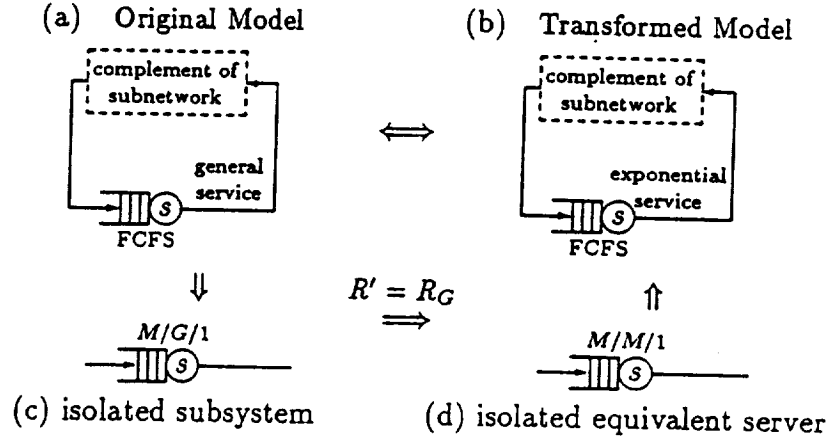 (a) Original Model
(b) Transformed Model
complement of
subnetwork
complement of
subnetwork
general
service
exponential
service
S
FCFS
S
FCFS
R' = R_G
M/G/1
S
M/M/1
S
(c) isolated subsystem
(d) isolated equivalent server